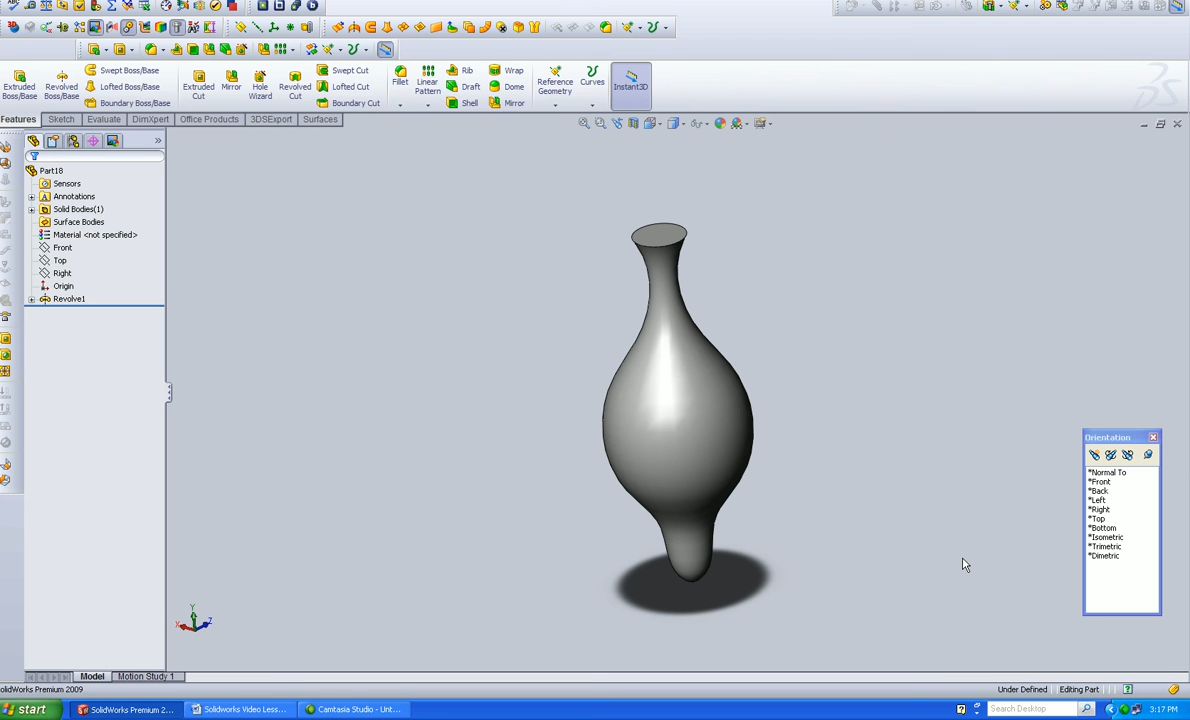 Extruded Boss/Base
Revolved Boss/Base
Swept Boss/Base
Lofted Boss/Base
Boundary Boss/Base
Extruded Cut
Mirror
Hole Wizard
Revolved Cut
Swept Cut
Lofted Cut
Boundary Cut
Fillet
Linear Pattern
Rib
Draft
Shell
Wrap
Dome
Mirror
Reference Geometry
Curves
Instant3D
Features
Sketch
Evaluate
DimXpert
Office Products
3DSExport
Surfaces
Part18
Sensors
Annotations
Solid Bodies(1)
Surface Bodies
Material <not specified>
Front
Top
Right
Origin
Revolve1
Orientation
*Normal To
*Front
*Back
*Left
*Right
*Top
*Bottom
*Isometric
*Trimetric
*Dimetric
Y
X
Z
Model
Motion Study 1
olidWorks Premium 2009
Under Defined
Editing Part
start
SolidWorks Premium 2...
Solidworks Video Less...
Camtasia Studio - Unt...
Search Desktop
3:17 PM